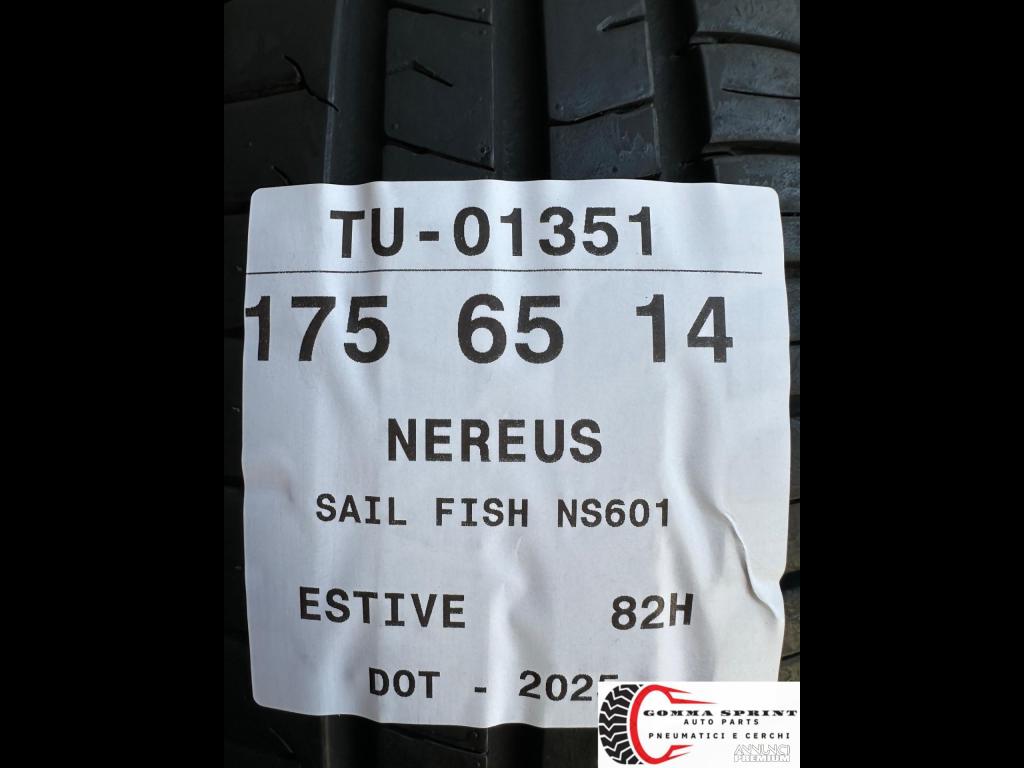 TU-01351
175 65 14
NEREUS
SAIL FISH NS601
ESTIVE 82H
DOT - 2025
GOMMA SPRINT
AUTO PARTS
PNEUMATICI E CERCHI
ANNUNCI
PREMIUM